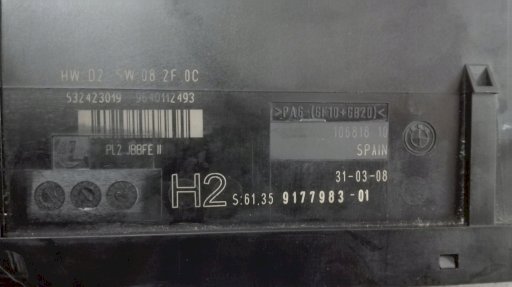 HW:02 SW:08.2F.0C
532423019 9640112493
PL2 JBBFE II
>PA6-(GF10+GB20)<
106818 10
SPAIN
31-03-08
H2 S:61.35 9177983-01